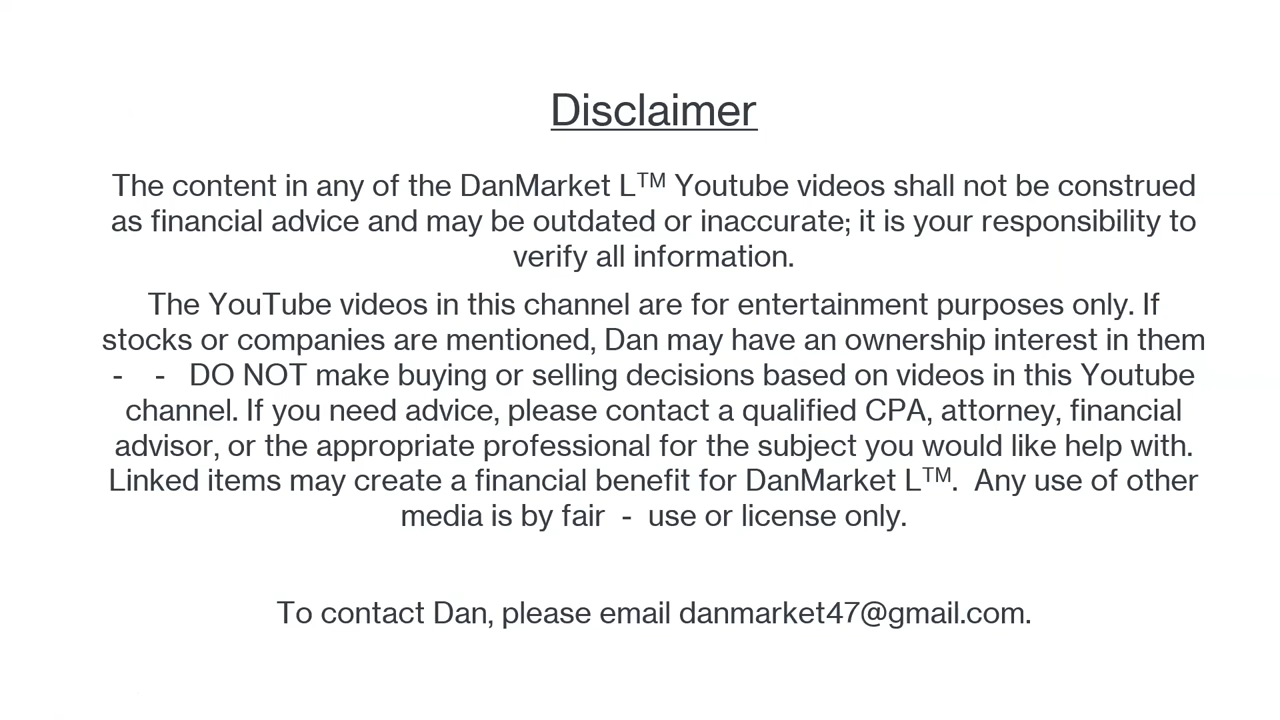 Disclaimer
The content in any of the DanMarket L™ Youtube videos shall not be construed
as financial advice and may be outdated or inaccurate; it is your responsibility to
verify all information.
The YouTube videos in this channel are for entertainment purposes only. If
stocks or companies are mentioned, Dan may have an ownership interest in them
- - DO NOT make buying or selling decisions based on videos in this Youtube
channel. If you need advice, please contact a qualified CPA, attorney, financial
advisor, or the appropriate professional for the subject you would like help with.
Linked items may create a financial benefit for DanMarket L™. Any use of other
media is by fair - use or license only.
To contact Dan, please email danmarket47@gmail.com.